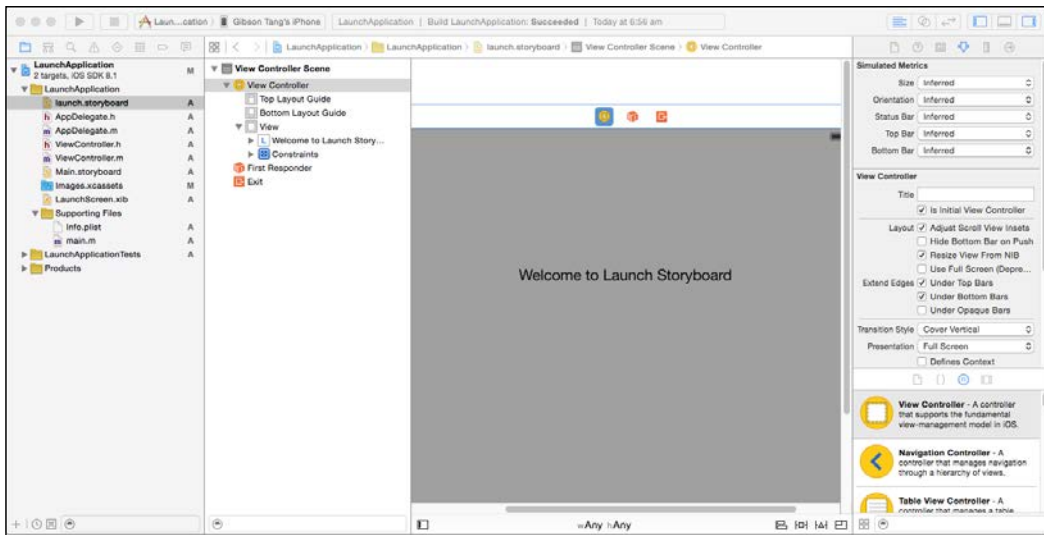 Laun...cation
Gibson Tang's iPhone
LaunchApplication | Build LaunchApplication: Succeeded | Today at 6:56 am
LaunchApplication
2 targets, iOS SDK 8.1
M
LaunchApplication
launch.storyboard
A
AppDelegate.h
A
AppDelegate.m
A
ViewController.h
A
ViewController.m
A
Main.storyboard
A
Images.xcassets
M
LaunchScreen.xib
A
Supporting Files
Info.plist
A
main.m
A
LaunchApplicationTests
A
Products
LaunchApplication
LaunchApplication
launch.storyboard
View Controller Scene
View Controller
View Controller Scene
View Controller
Top Layout Guide
Bottom Layout Guide
View
L Welcome to Launch Story...
Constraints
First Responder
Exit
Welcome to Launch Storyboard
wAny hAny
Simulated Metrics
Size Inferred
Orientation Inferred
Status Bar Inferred
Top Bar Inferred
Bottom Bar Inferred
View Controller
Title
Is Initial View Controller
Layout Adjust Scroll View Insets
Hide Bottom Bar on Push
Resize View From NIB
Use Full Screen (Depre...
Extend Edges Under Top Bars
Under Bottom Bars
Under Opaque Bars
Transition Style Cover Vertical
Presentation Full Screen
Defines Context
View Controller - A controller
that supports the fundamental
view-management model in iOS.
Navigation Controller - A
controller that manages navigation
through a hierarchy of views.
Table View Controller - A
controller that manages a table